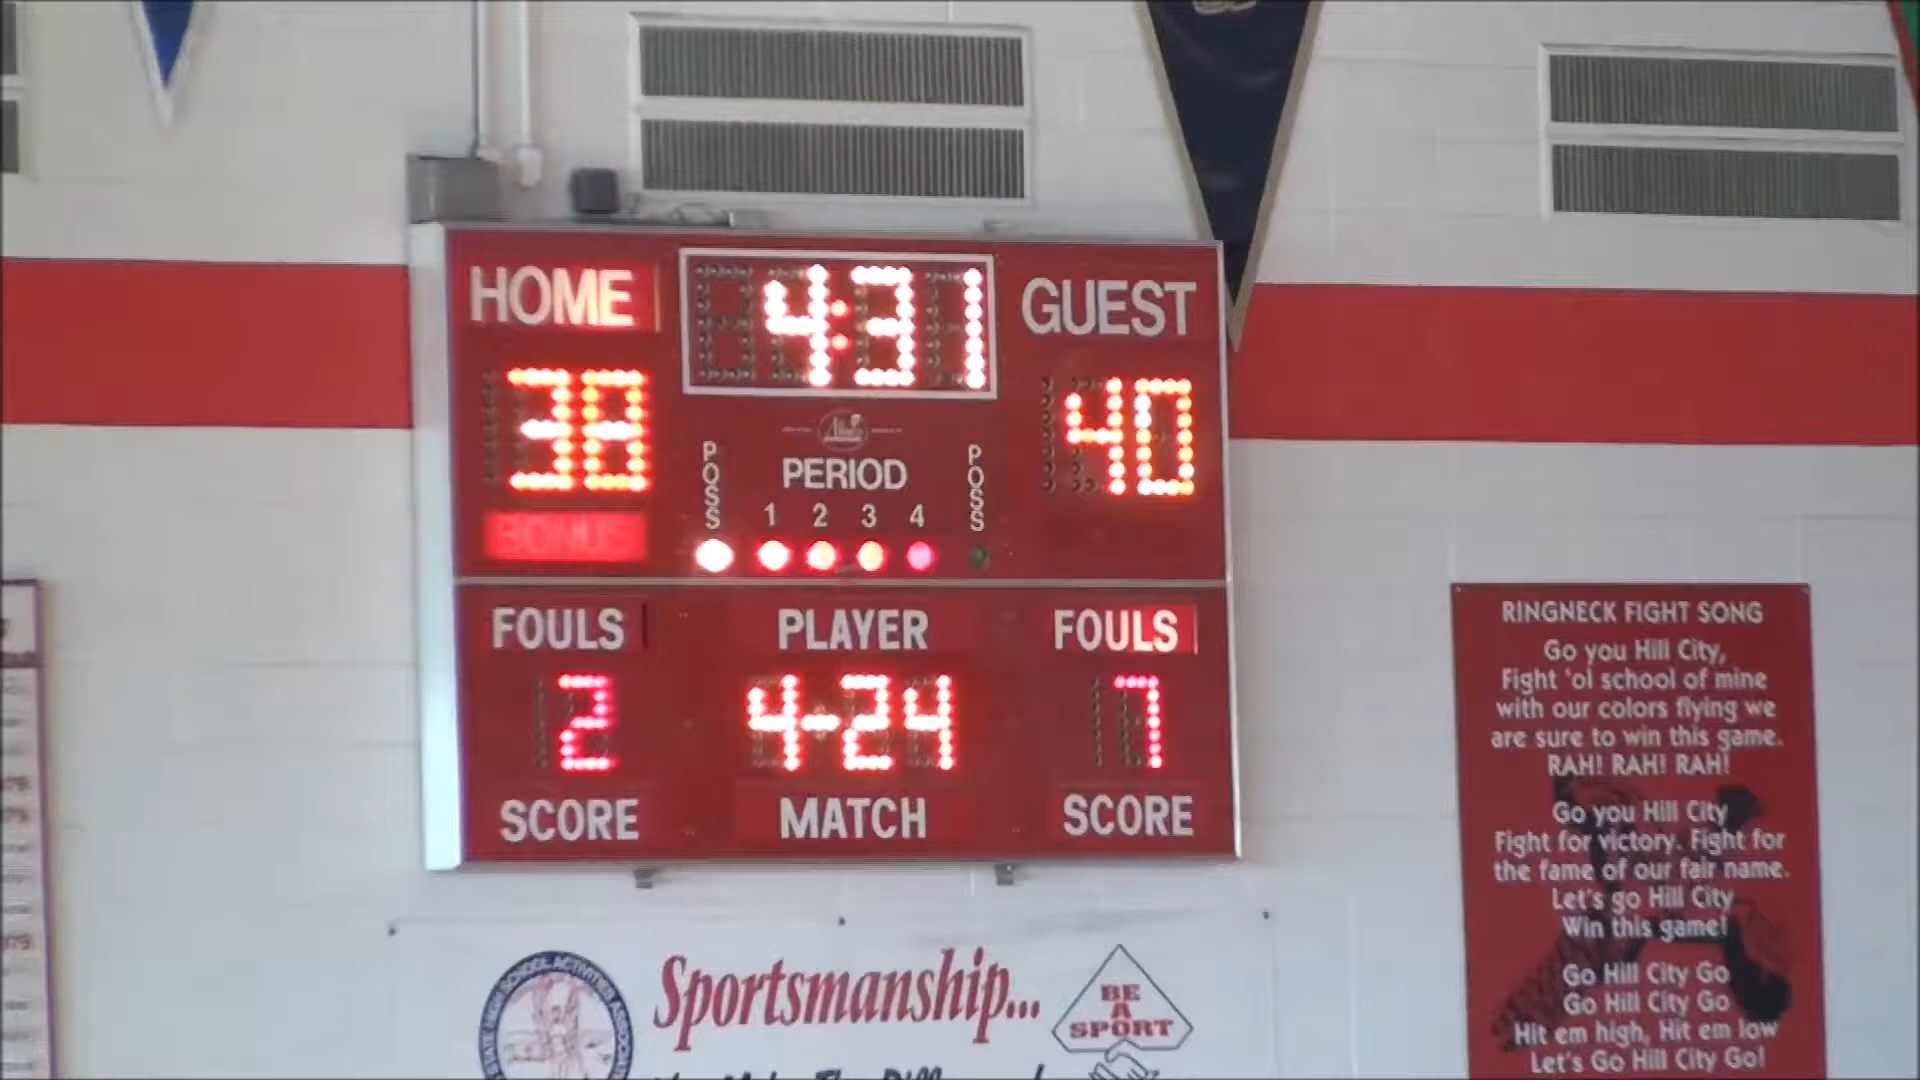 HOME
4:31
GUEST
38
40
POSS
PERIOD
POSS
1 2 3 4
BONUS
FOULS
PLAYER
FOULS
2
4-24
7
SCORE
MATCH
SCORE
RINGNECK FIGHT SONG
Go you Hill City,
Fight 'ol school of mine
with our colors flying we
are sure to win this game.
RAH! RAH! RAH!
Go you Hill City
Fight for victory. Fight for
the fame of our fair name.
Let's go Hill City
Win this game!
Go Hill City Go
Go Hill City Go
Hit em high, Hit em low
Let's Go Hill City Go!
STATE HIGH SCHOOL ACTIVITIES
Sportsmanship...
BE
A
SPORT